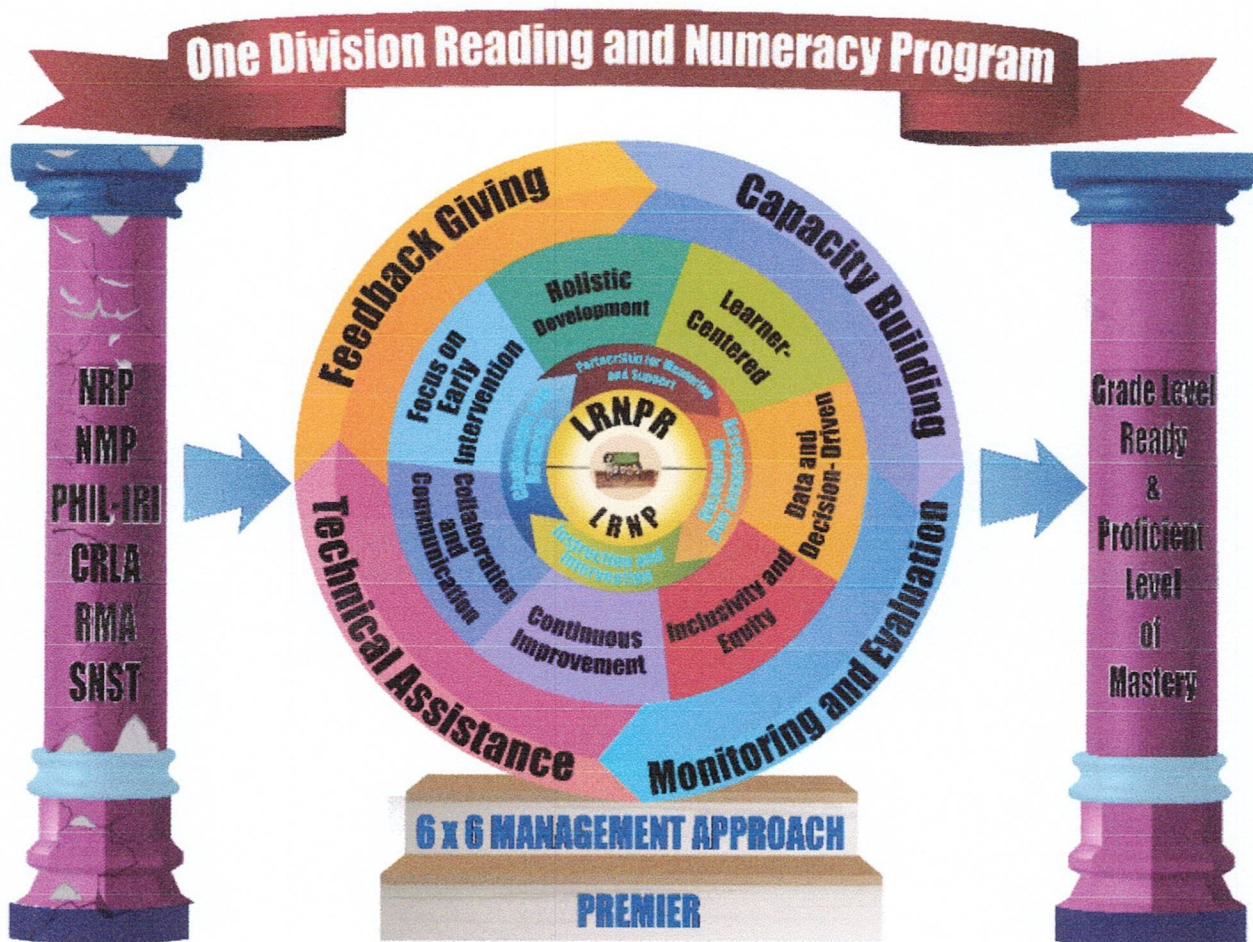 One Division Reading and Numeracy Program
NRP
NMP
PHIL-IRI
CRLA
RMA
SNST
Feedback Giving
Capacity Building
Monitoring and Evaluation
Technical Assistance
Holistic
Development
Learner-
Centered
Data and
Decision- Driven
Inclusivity and
Equity
Continuous
Improvement
Collaboration
and
Communication
Focus on
Early
Intervention
Partnership for Mentoring
and Support
Assessment and
Instruction and
Intervention
LRNPR
LRNP
Grade Level
Ready
&
Proficient
Level
of
Mastery
6 x 6 MANAGEMENT APPROACH
PREMIER